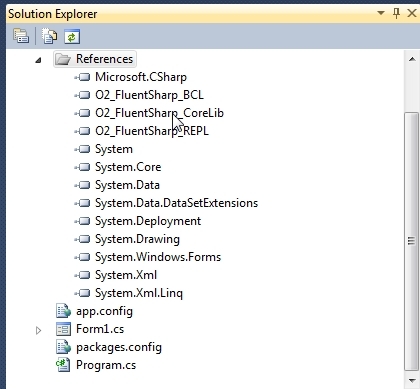 Solution Explorer
References
Microsoft.CSharp
O2_FluentSharp_BCL
O2_FluentSharp_CoreLib
O2_FluentSharp_REPL
System
System.Core
System.Data
System.Data.DataSetExtensions
System.Deployment
System.Drawing
System.Windows.Forms
System.Xml
System.Xml.Linq
app.config
Form1.cs
packages.config
Program.cs